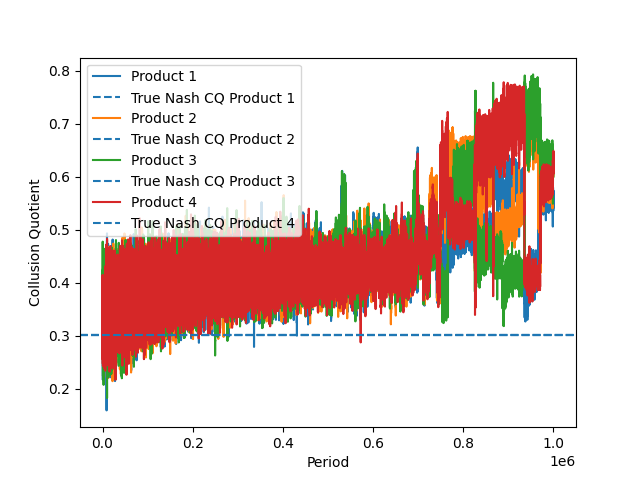 0.8
0.7
0.6
0.5
0.4
0.3
0.2
Collusion Quotient
Product 1
True Nash CQ Product 1
Product 2
True Nash CQ Product 2
Product 3
True Nash CQ Product 3
Product 4
True Nash CQ Product 4
0.0 0.2 0.4 0.6 0.8 1.0
1e6
Period